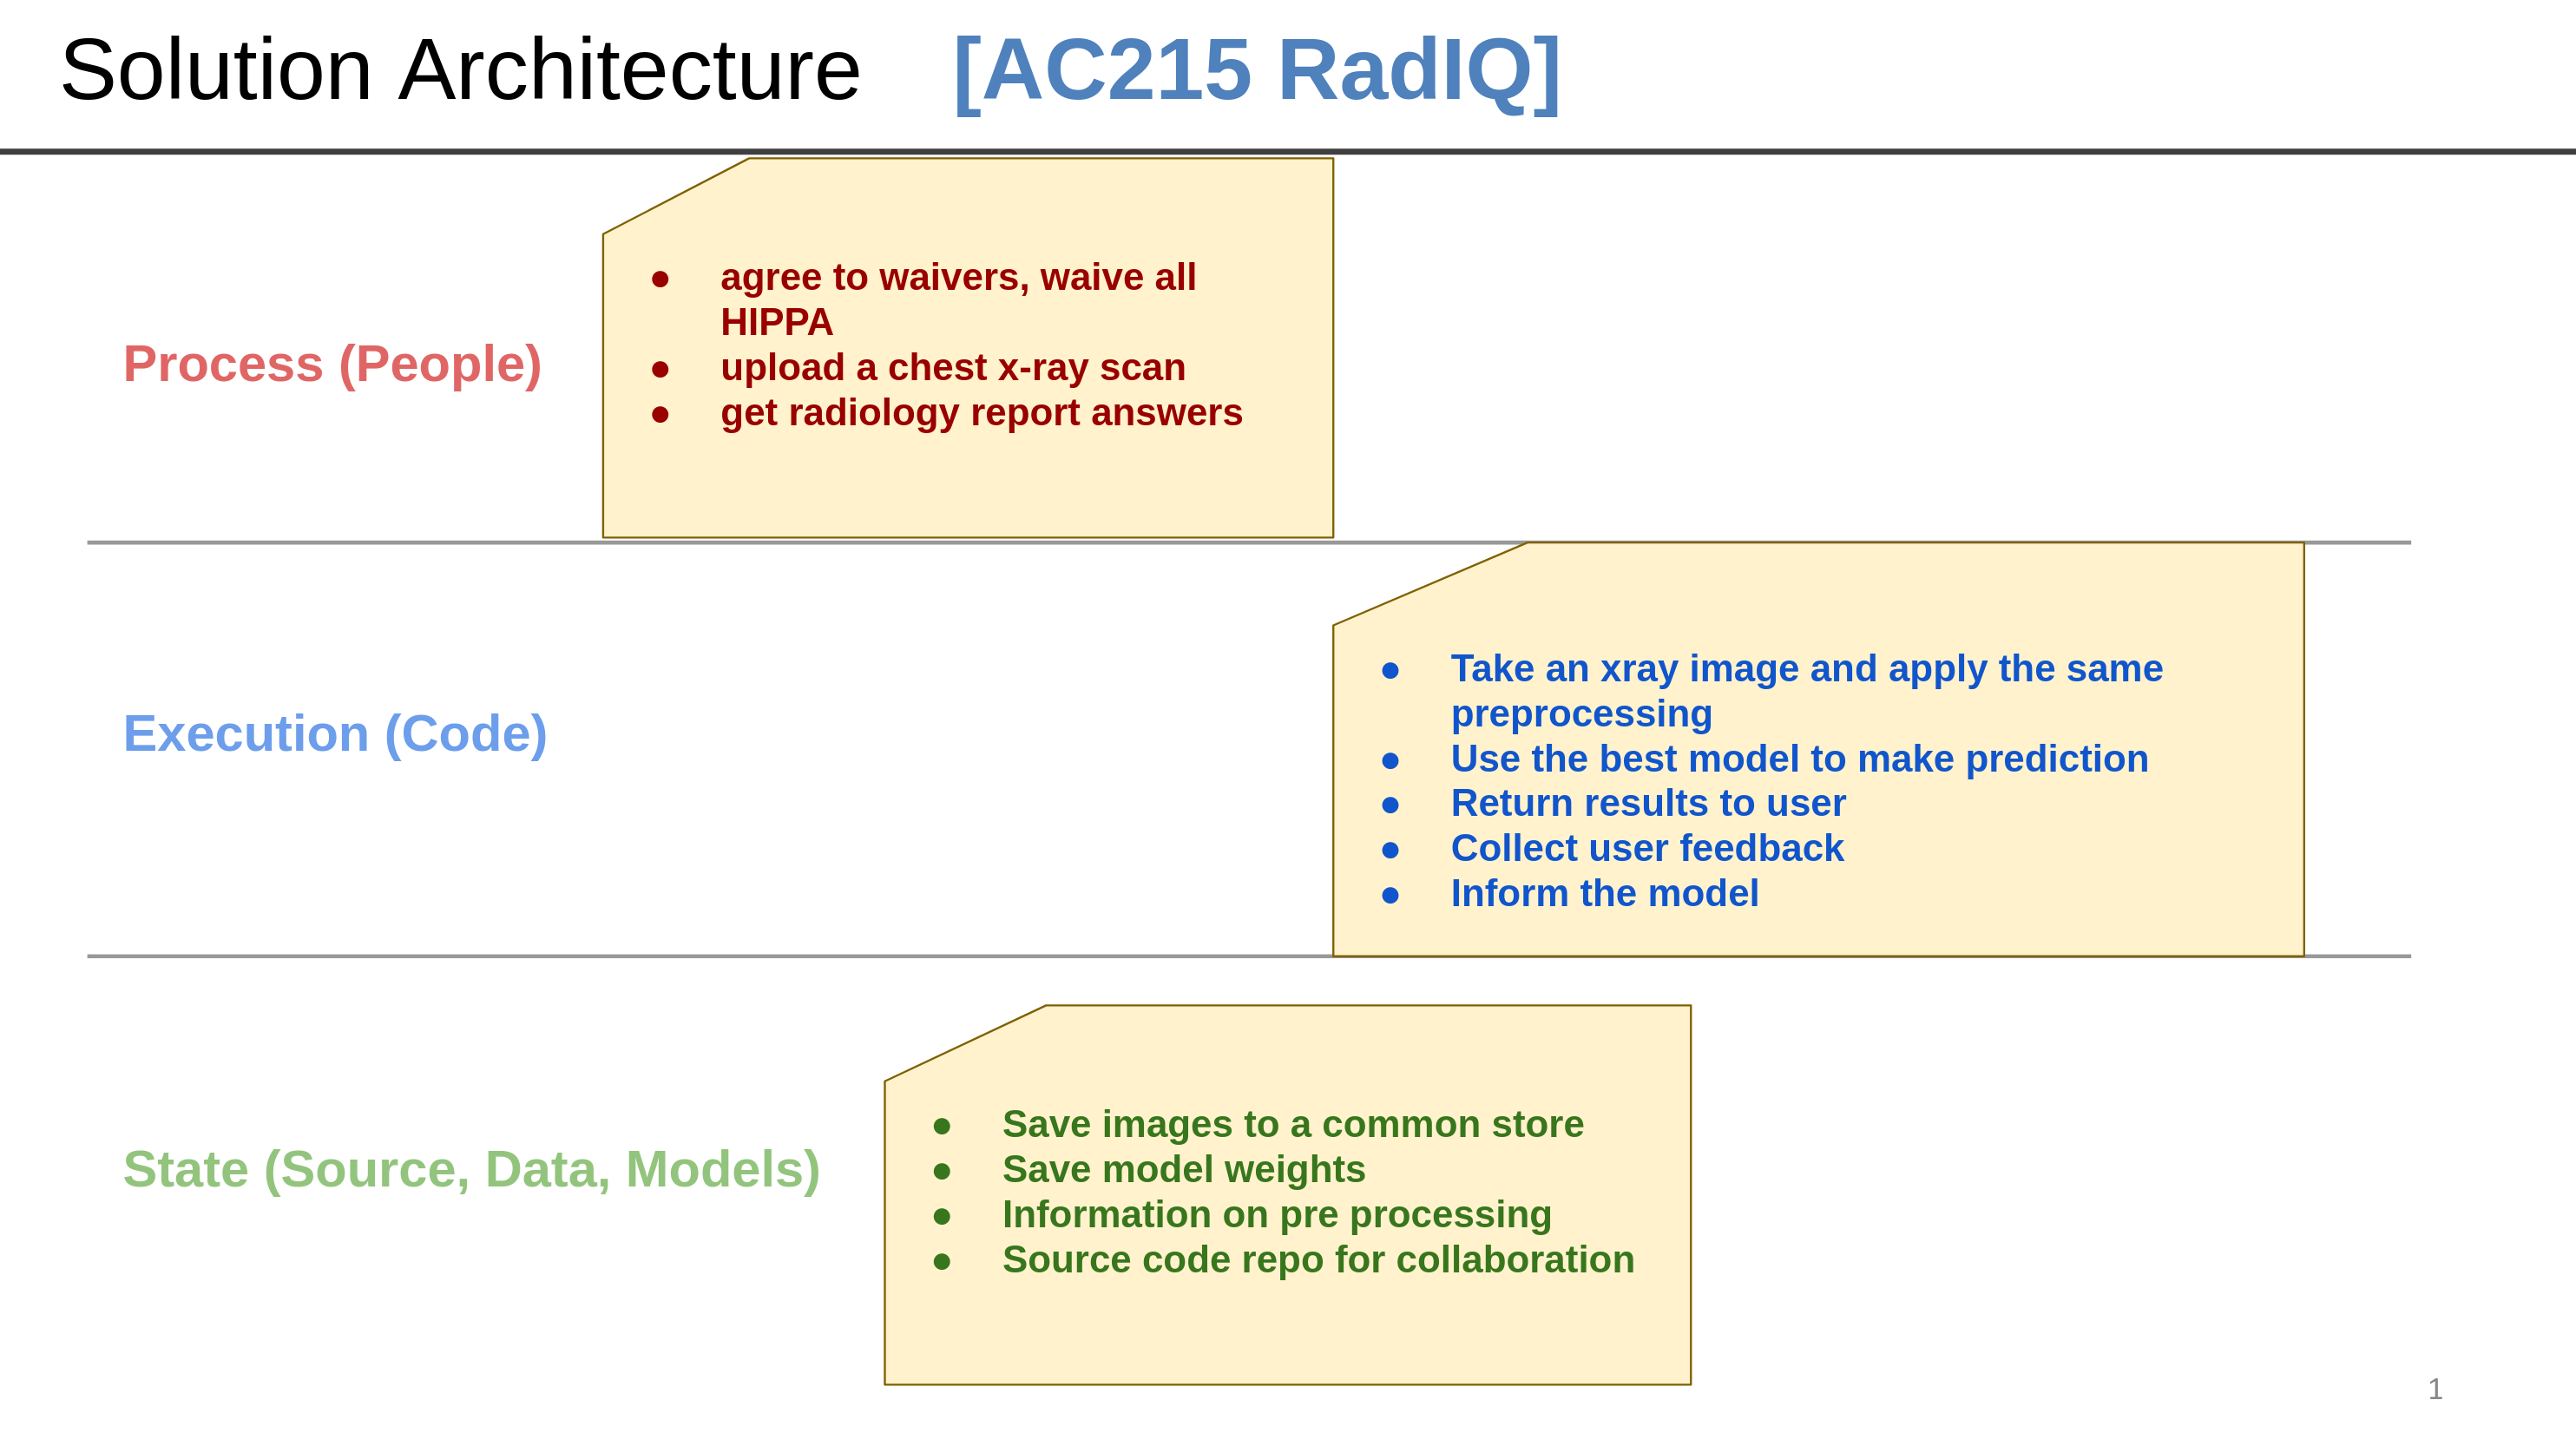 Solution Architecture [AC215 RadIQ]
Process (People)
● agree to waivers, waive all
HIPPA
● upload a chest x-ray scan
● get radiology report answers
Execution (Code)
● Take an xray image and apply the same
preprocessing
● Use the best model to make prediction
● Return results to user
● Collect user feedback
● Inform the model
State (Source, Data, Models)
● Save images to a common store
● Save model weights
● Information on pre processing
● Source code repo for collaboration
1